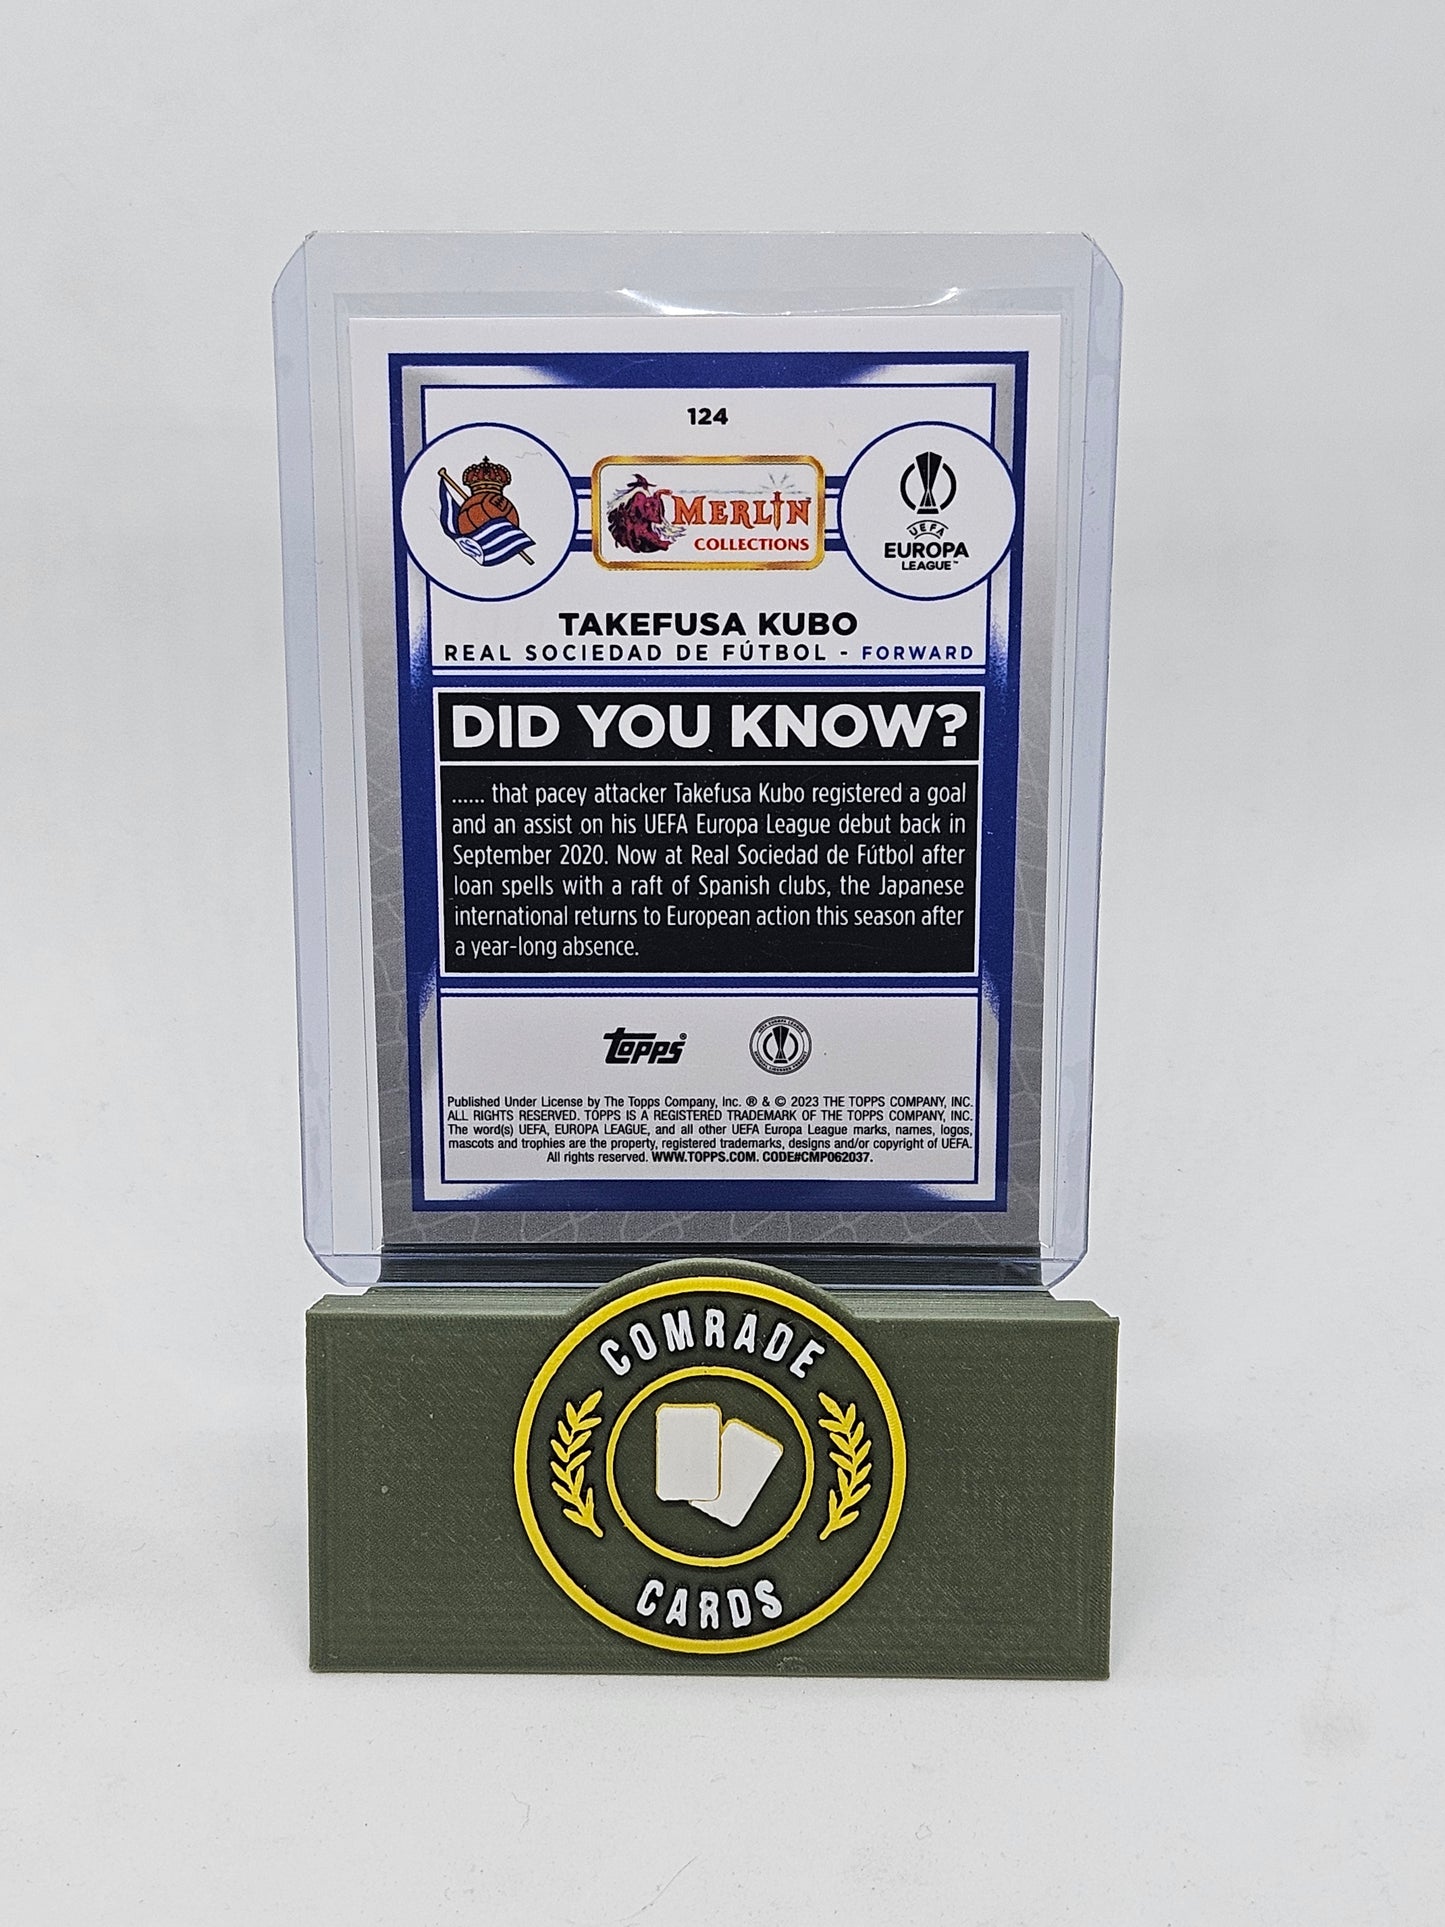 124
MERLIN
COLLECTIONS
UEFA
EUROPA
LEAGUE™
TAKEFUSA KUBO
REAL SOCIEDAD DE FÚTBOL - FORWARD
DID YOU KNOW?
...... that pacey attacker Takefusa Kubo registered a goal
and an assist on his UEFA Europa League debut back in
September 2020. Now at Real Sociedad de Fútbol after
loan spells with a raft of Spanish clubs, the Japanese
international returns to European action this season after
a year-long absence.
Topps®
Published Under License by The Topps Company, Inc. ® & © 2023 THE TOPPS COMPANY, INC.
ALL RIGHTS RESERVED. TOPPS IS A REGISTERED TRADEMARK OF THE TOPPS COMPANY, INC.
The word(s) UEFA, EUROPA LEAGUE, and all other UEFA Europa League marks, names, logos,
mascots and trophies are the property, registered trademarks, designs and/or copyright of UEFA.
All rights reserved. WWW.TOPPS.COM. CODE#CMP062037.
COMRADE
CARDS